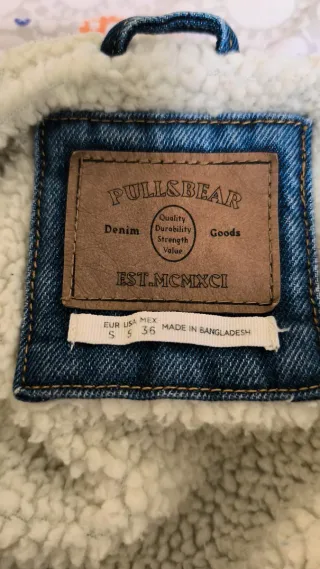 PULL&BEAR
Denim
Quality
Durability
Strength
Value
Goods
EST.MCMXCI
EUR USA MEX
S S 36 MADE IN BANGLADESH